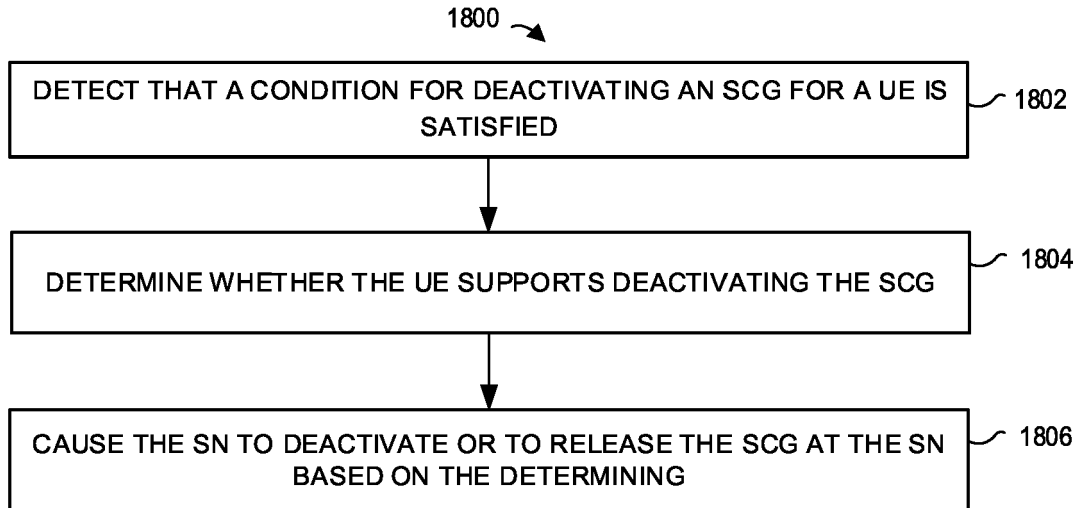 1800
DETECT THAT A CONDITION FOR DEACTIVATING AN SCG FOR A UE IS
SATISFIED
1802
DETERMINE WHETHER THE UE SUPPORTS DEACTIVATING THE SCG
1804
CAUSE THE SN TO DEACTIVATE OR TO RELEASE THE SCG AT THE SN
BASED ON THE DETERMINING
1806